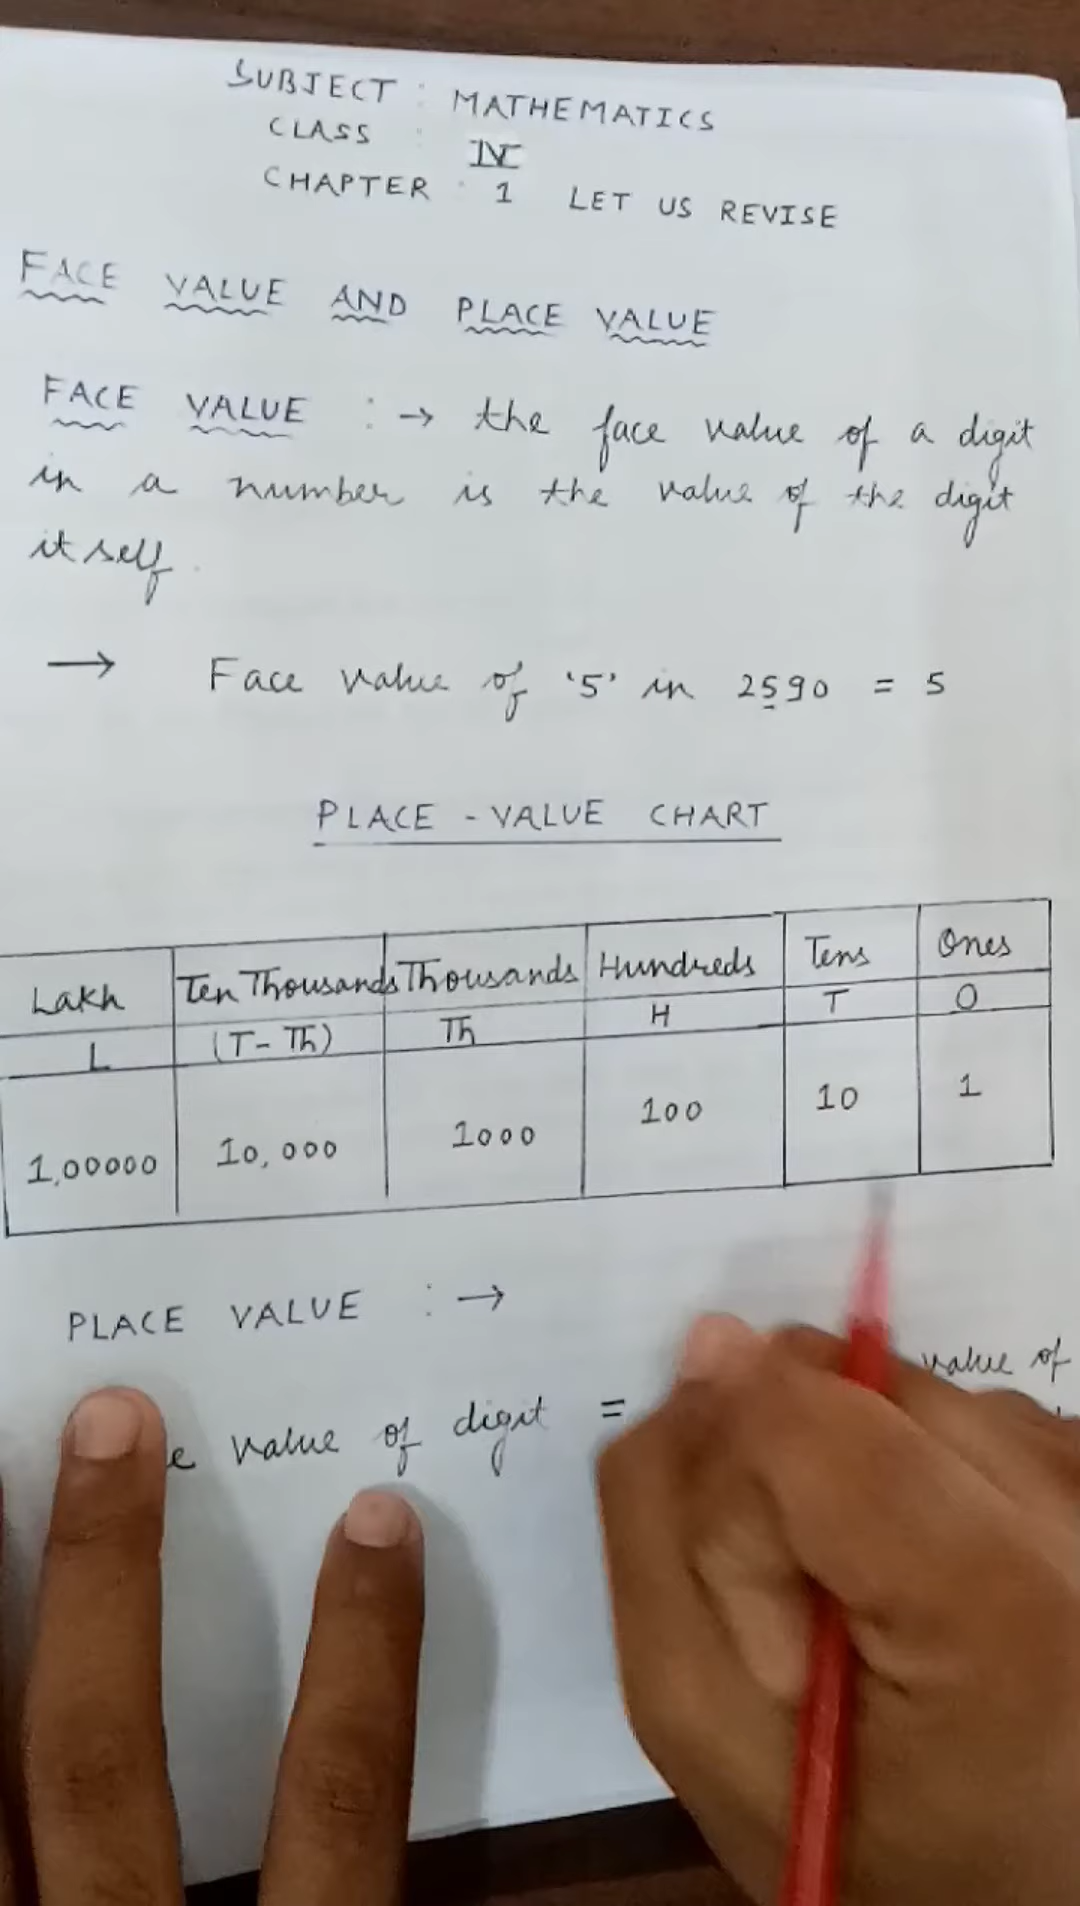 SUBJECT : MATHEMATICS
CLASS : IV
CHAPTER : 1 LET US REVISE
FACE VALUE AND PLACE VALUE
FACE VALUE : → the face value of a digit
in a number is the value of the digit
itself.
→ Face value of '5' in 2590 = 5
PLACE - VALUE CHART
Lakh Ten Thousands Thousands Hundreds Tens Ones
L (T-Th) Th H T O
1,00000 10,000 1000 100 10 1
PLACE VALUE : →
value of
value of digit =